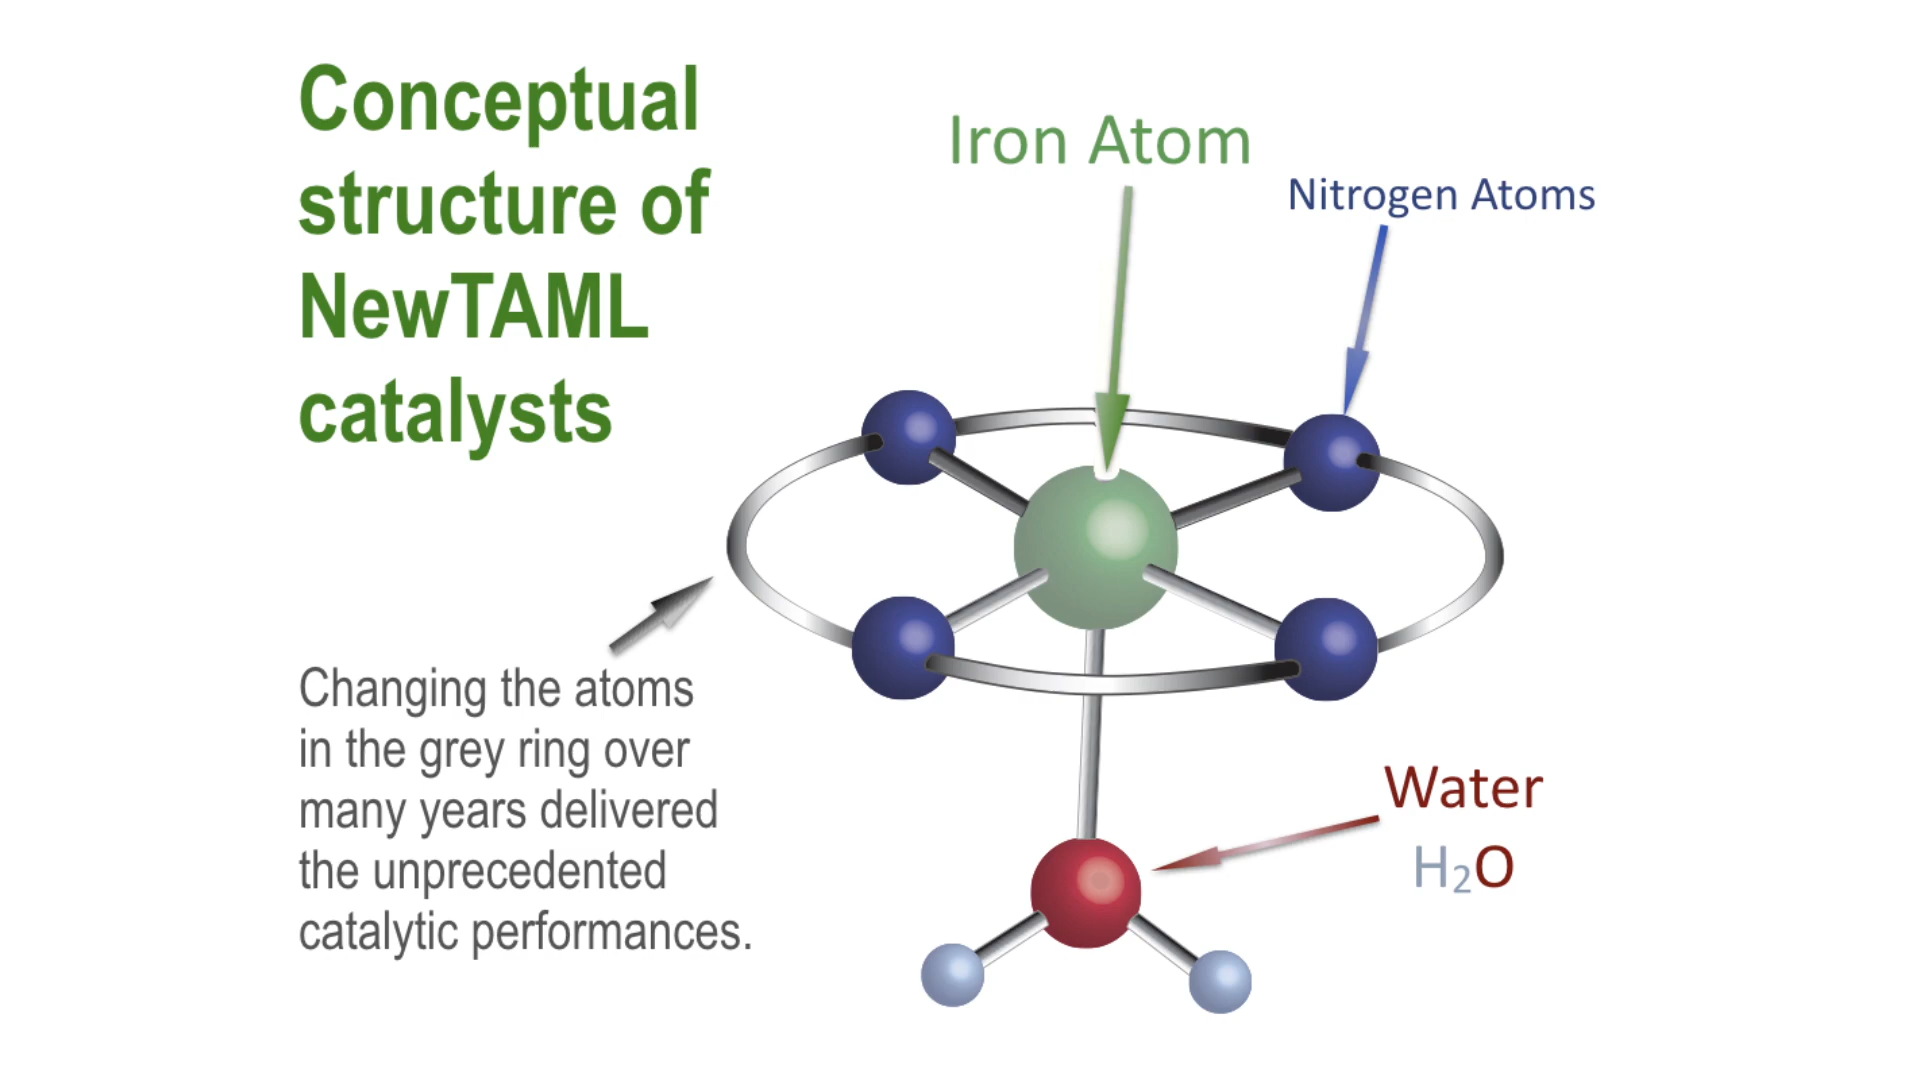 Conceptual
structure of
NewTAML
catalysts
Iron Atom
Nitrogen Atoms
Changing the atoms
in the grey ring over
many years delivered
the unprecedented
catalytic performances.
Water
H₂O